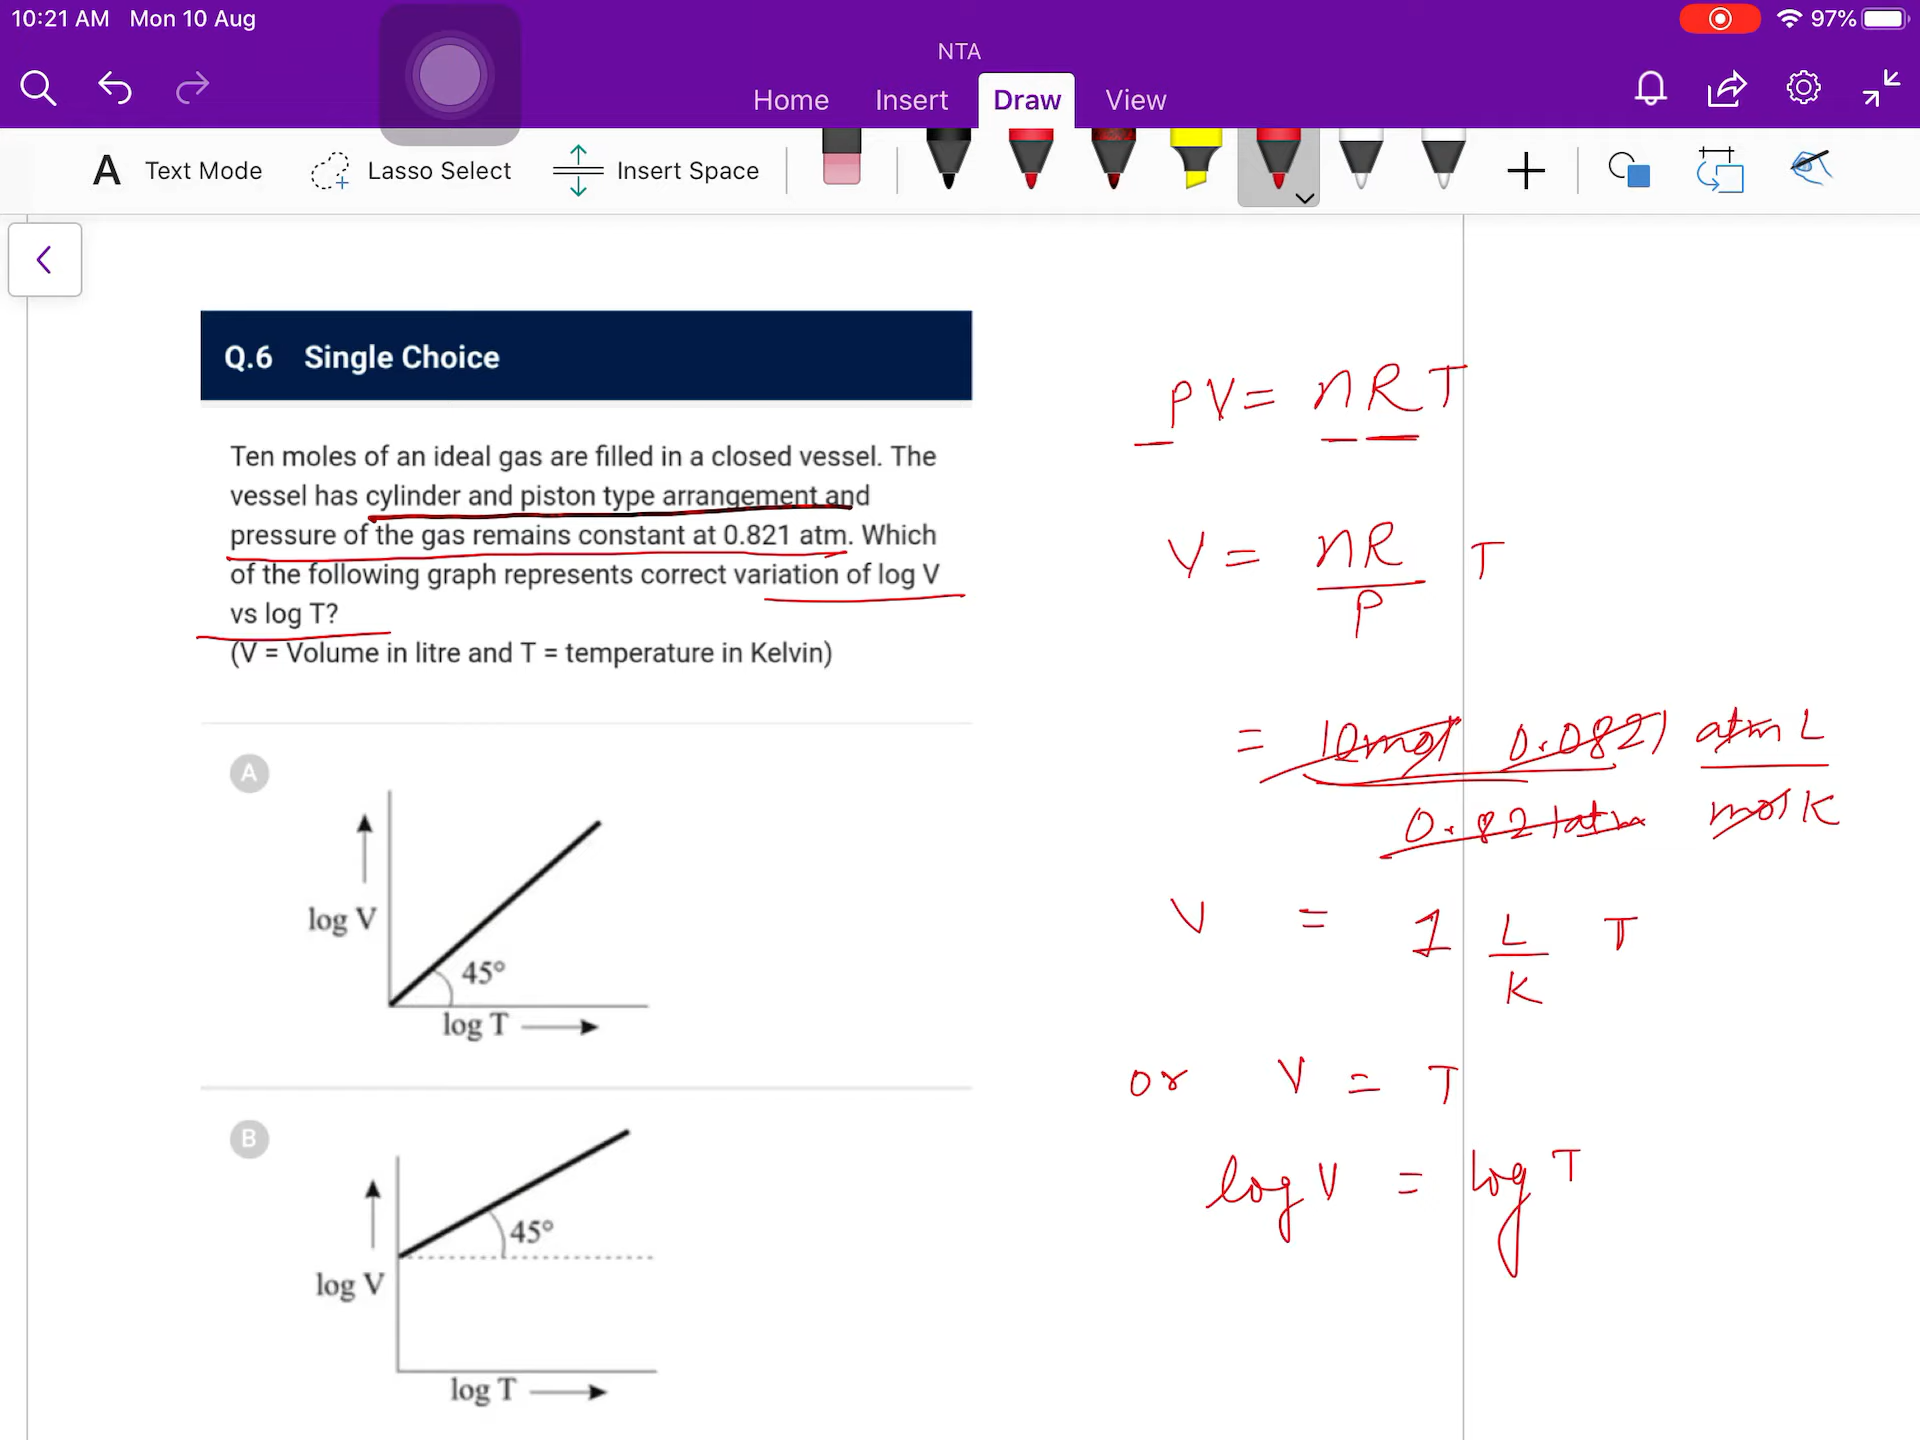 10:21 AM Mon 10 Aug
97%
NTA
Home Insert Draw View
A Text Mode Lasso Select Insert Space
Q.6 Single Choice
Ten moles of an ideal gas are filled in a closed vessel. The
vessel has cylinder and piston type arrangement and
pressure of the gas remains constant at 0.821 atm. Which
of the following graph represents correct variation of log V
vs log T?
(V = Volume in litre and T = temperature in Kelvin)
A
log V
45°
log T
B
45°
log V
log T
PV = nRT
V = nR T
P
= 10mol 0.0821 atm L
0.821atm mol K
V = 1 L T
K
or V = T
log V = log T